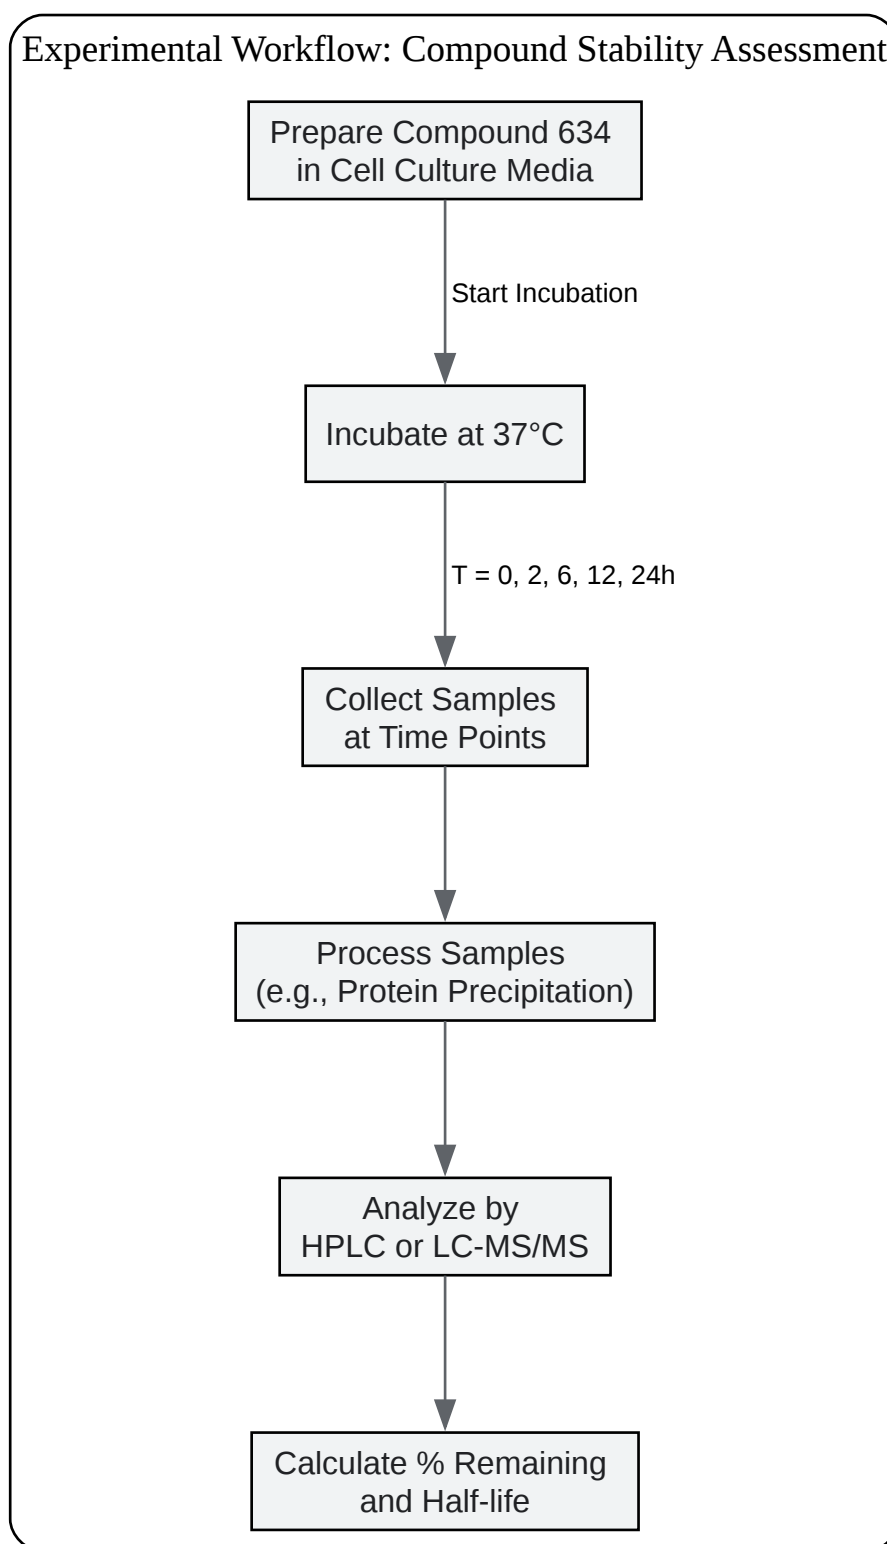 Experimental Workflow: Compound Stability Assessment
Prepare Compound 634
in Cell Culture Media
Start Incubation
Incubate at 37°C
T = 0, 2, 6, 12, 24h
Collect Samples
at Time Points
Process Samples
(e.g., Protein Precipitation)
Analyze by
HPLC or LC-MS/MS
Calculate % Remaining
and Half-life